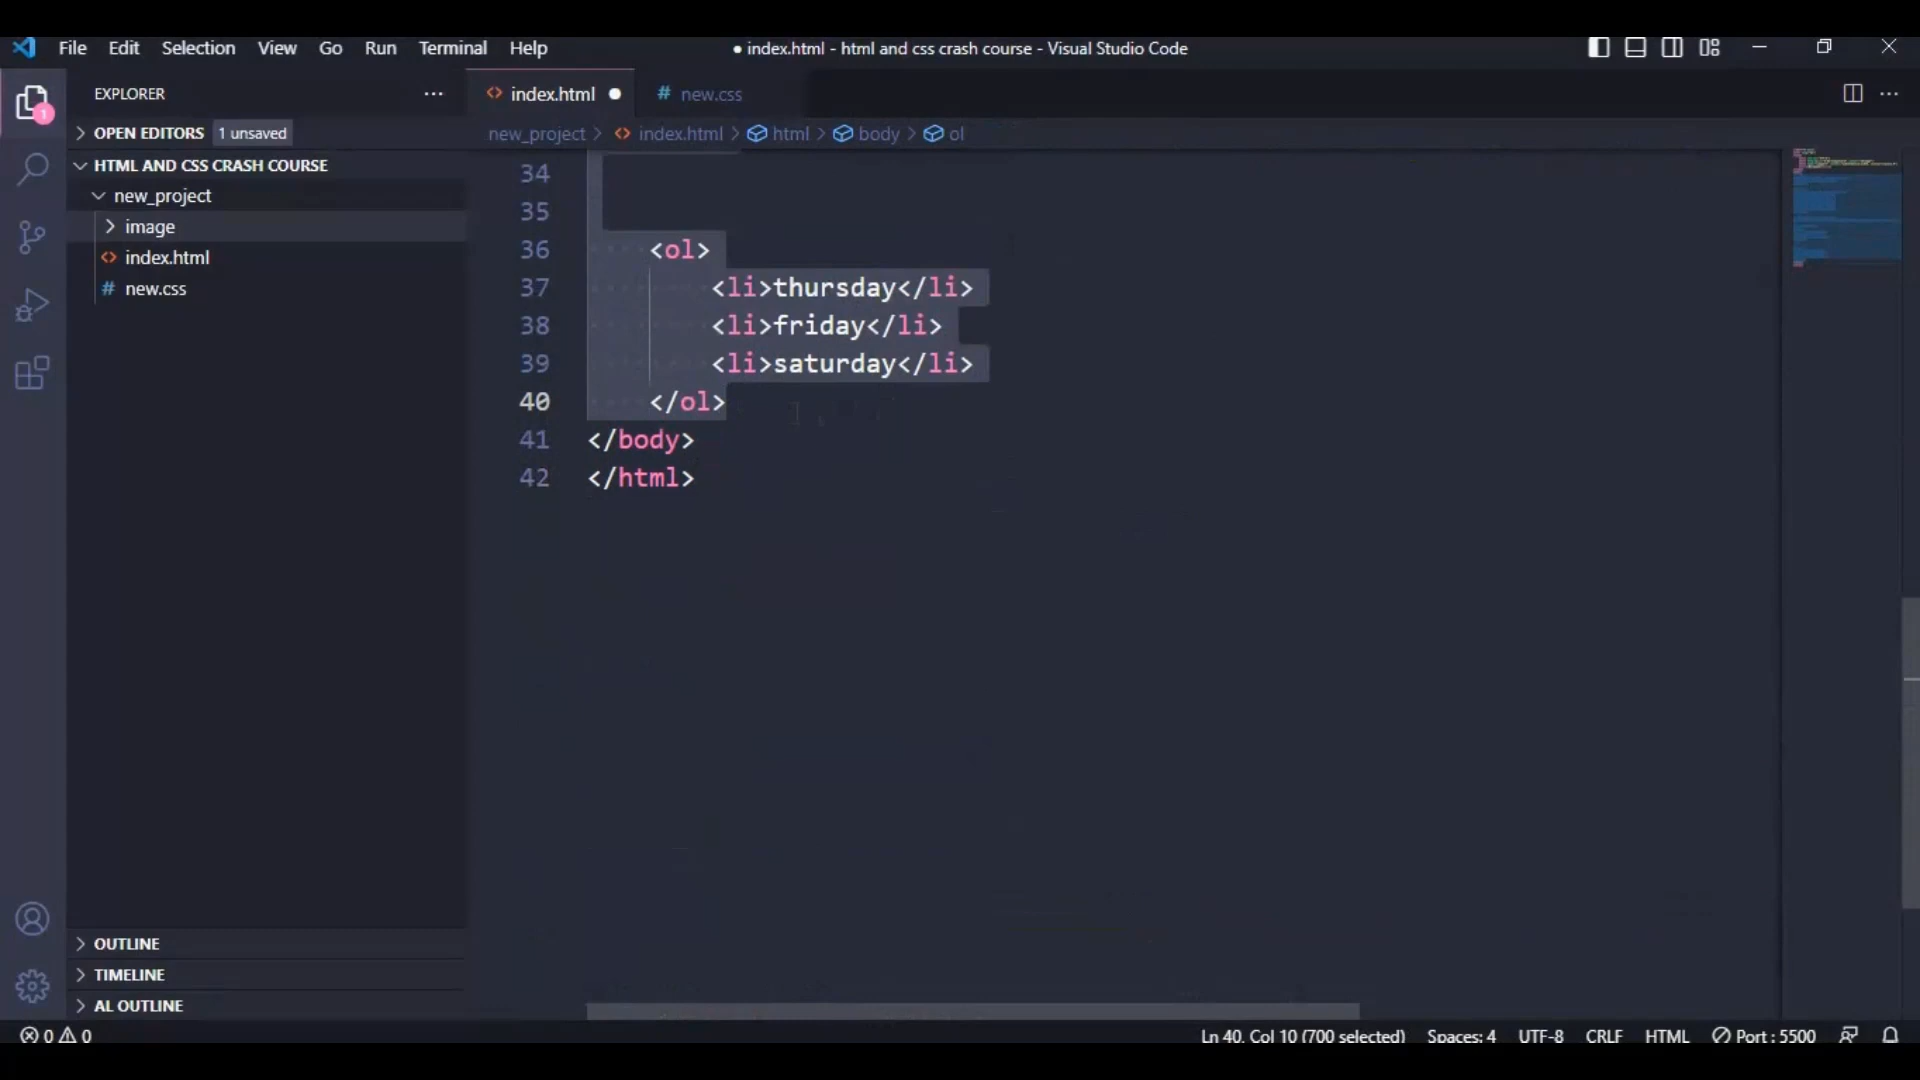 File Edit Selection View Go Run Terminal Help
● index.html - html and css crash course - Visual Studio Code
EXPLORER
1
OPEN EDITORS 1 unsaved
HTML AND CSS CRASH COURSE
new_project
image
index.html
new.css
OUTLINE
TIMELINE
AL OUTLINE
index.html
new.css
new_project > index.html > html > body > ol
34
35
36 <ol>
37 <li>thursday</li>
38 <li>friday</li>
39 <li>saturday</li>
40 </ol>
41 </body>
42 </html>
0 0
Ln 40, Col 10 (700 selected) Spaces: 4 UTF-8 CRLF HTML Port : 5500